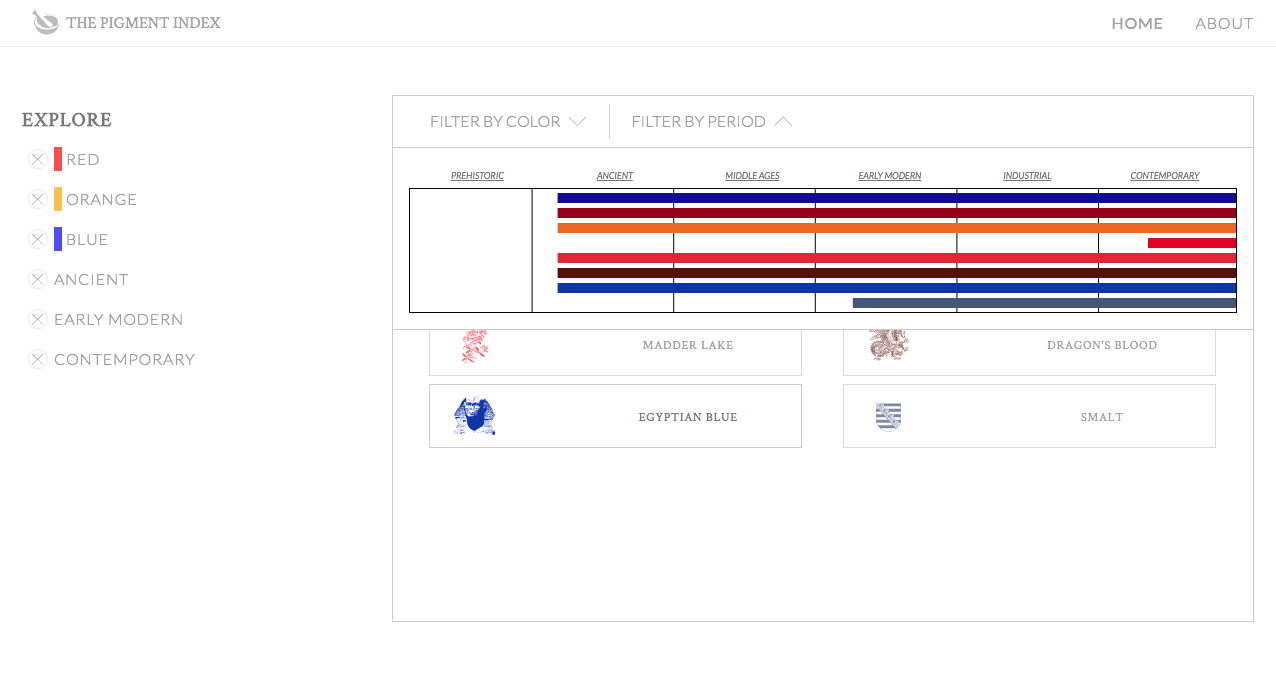 THE PIGMENT INDEX
HOME
ABOUT
EXPLORE
RED
ORANGE
BLUE
ANCIENT
EARLY MODERN
CONTEMPORARY
FILTER BY COLOR
FILTER BY PERIOD
PREHISTORIC
ANCIENT
MIDDLE AGES
EARLY MODERN
INDUSTRIAL
CONTEMPORARY
MADDER LAKE
DRAGON'S BLOOD
EGYPTIAN BLUE
SMALT